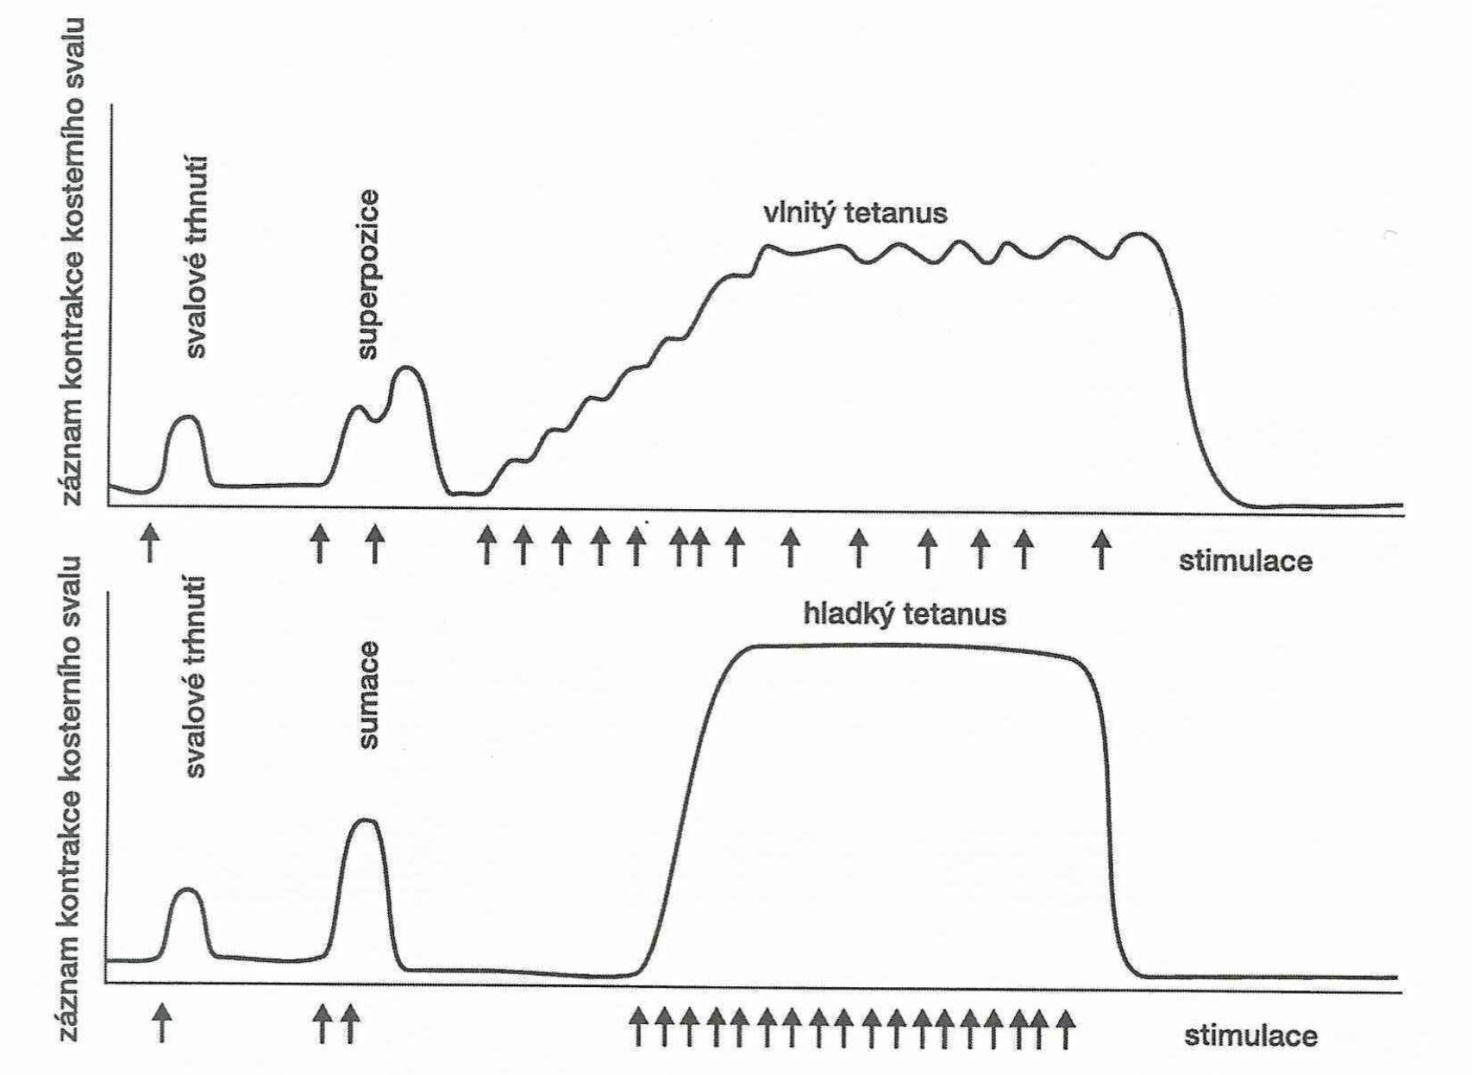 záznam kontrakce kosterního svalu
svalové trhnutí
superpozice
vlnitý tetanus
stimulace
záznam kontrakce kosterního svalu
svalové trhnutí
sumace
hladký tetanus
stimulace